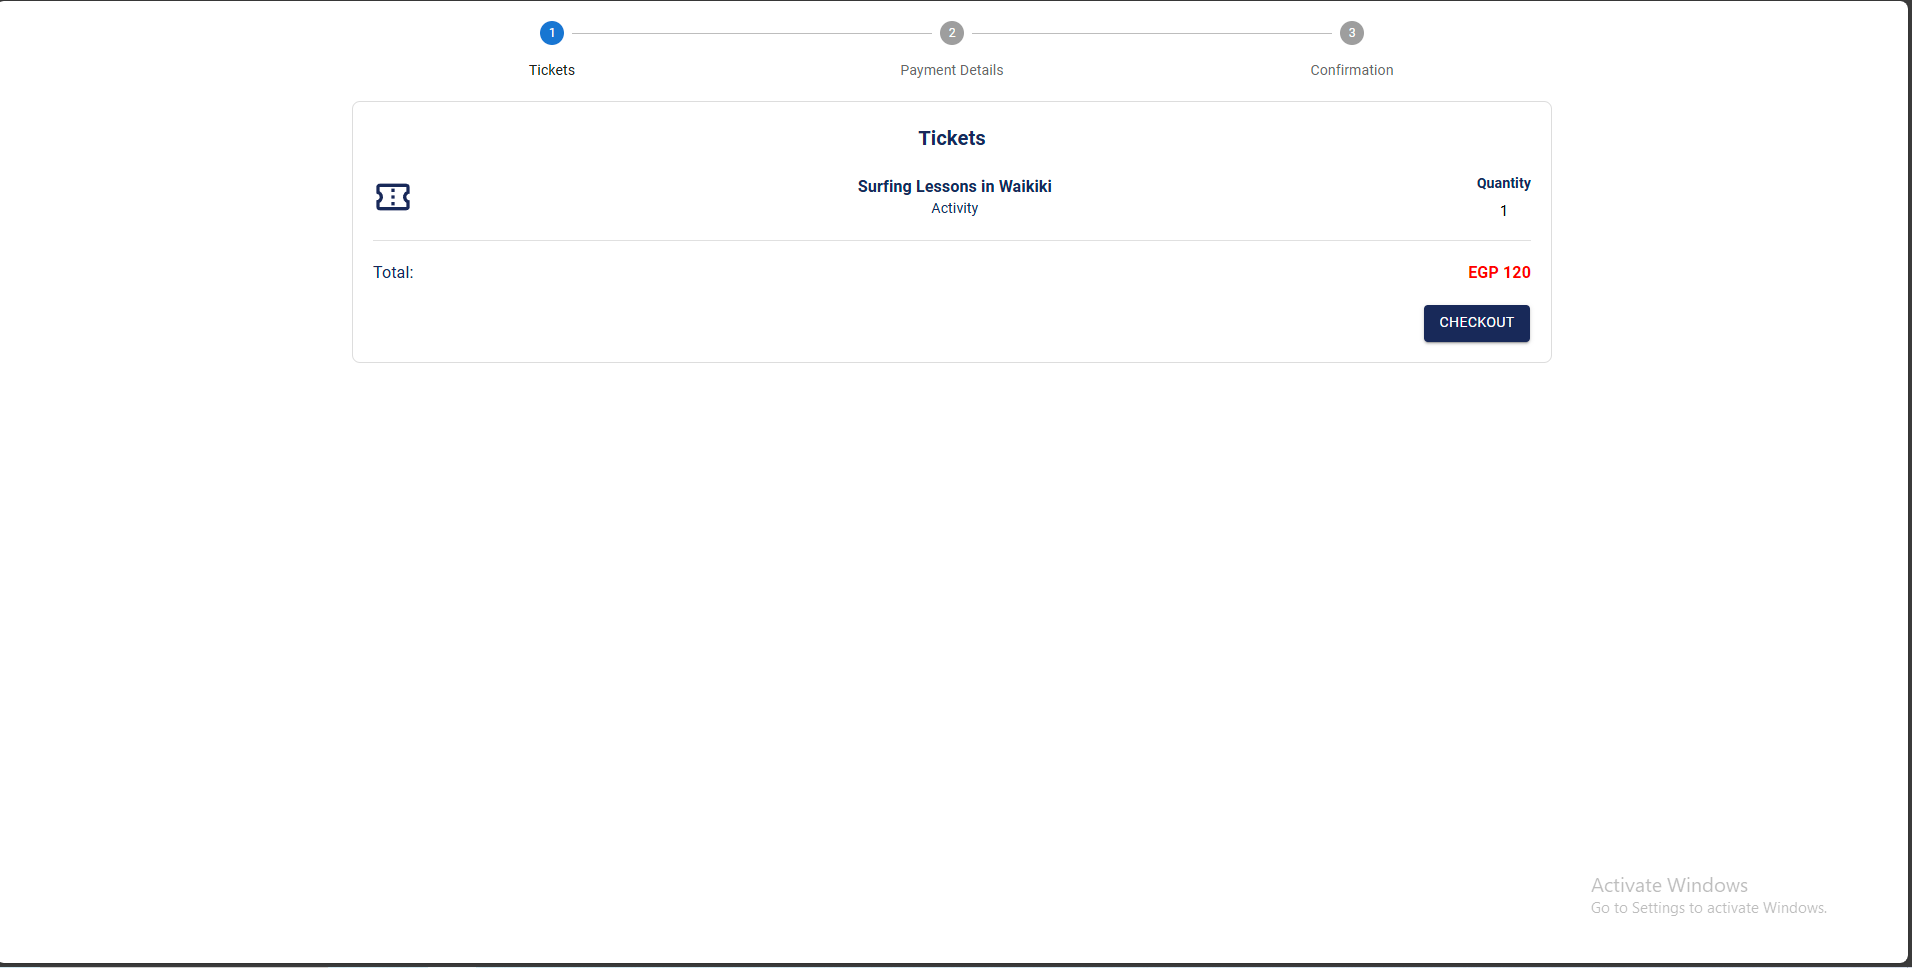 1
2
3
Tickets
Payment Details
Confirmation
Tickets
Surfing Lessons in Waikiki
Activity
Quantity
1
Total:
EGP 120
CHECKOUT
Activate Windows
Go to Settings to activate Windows.